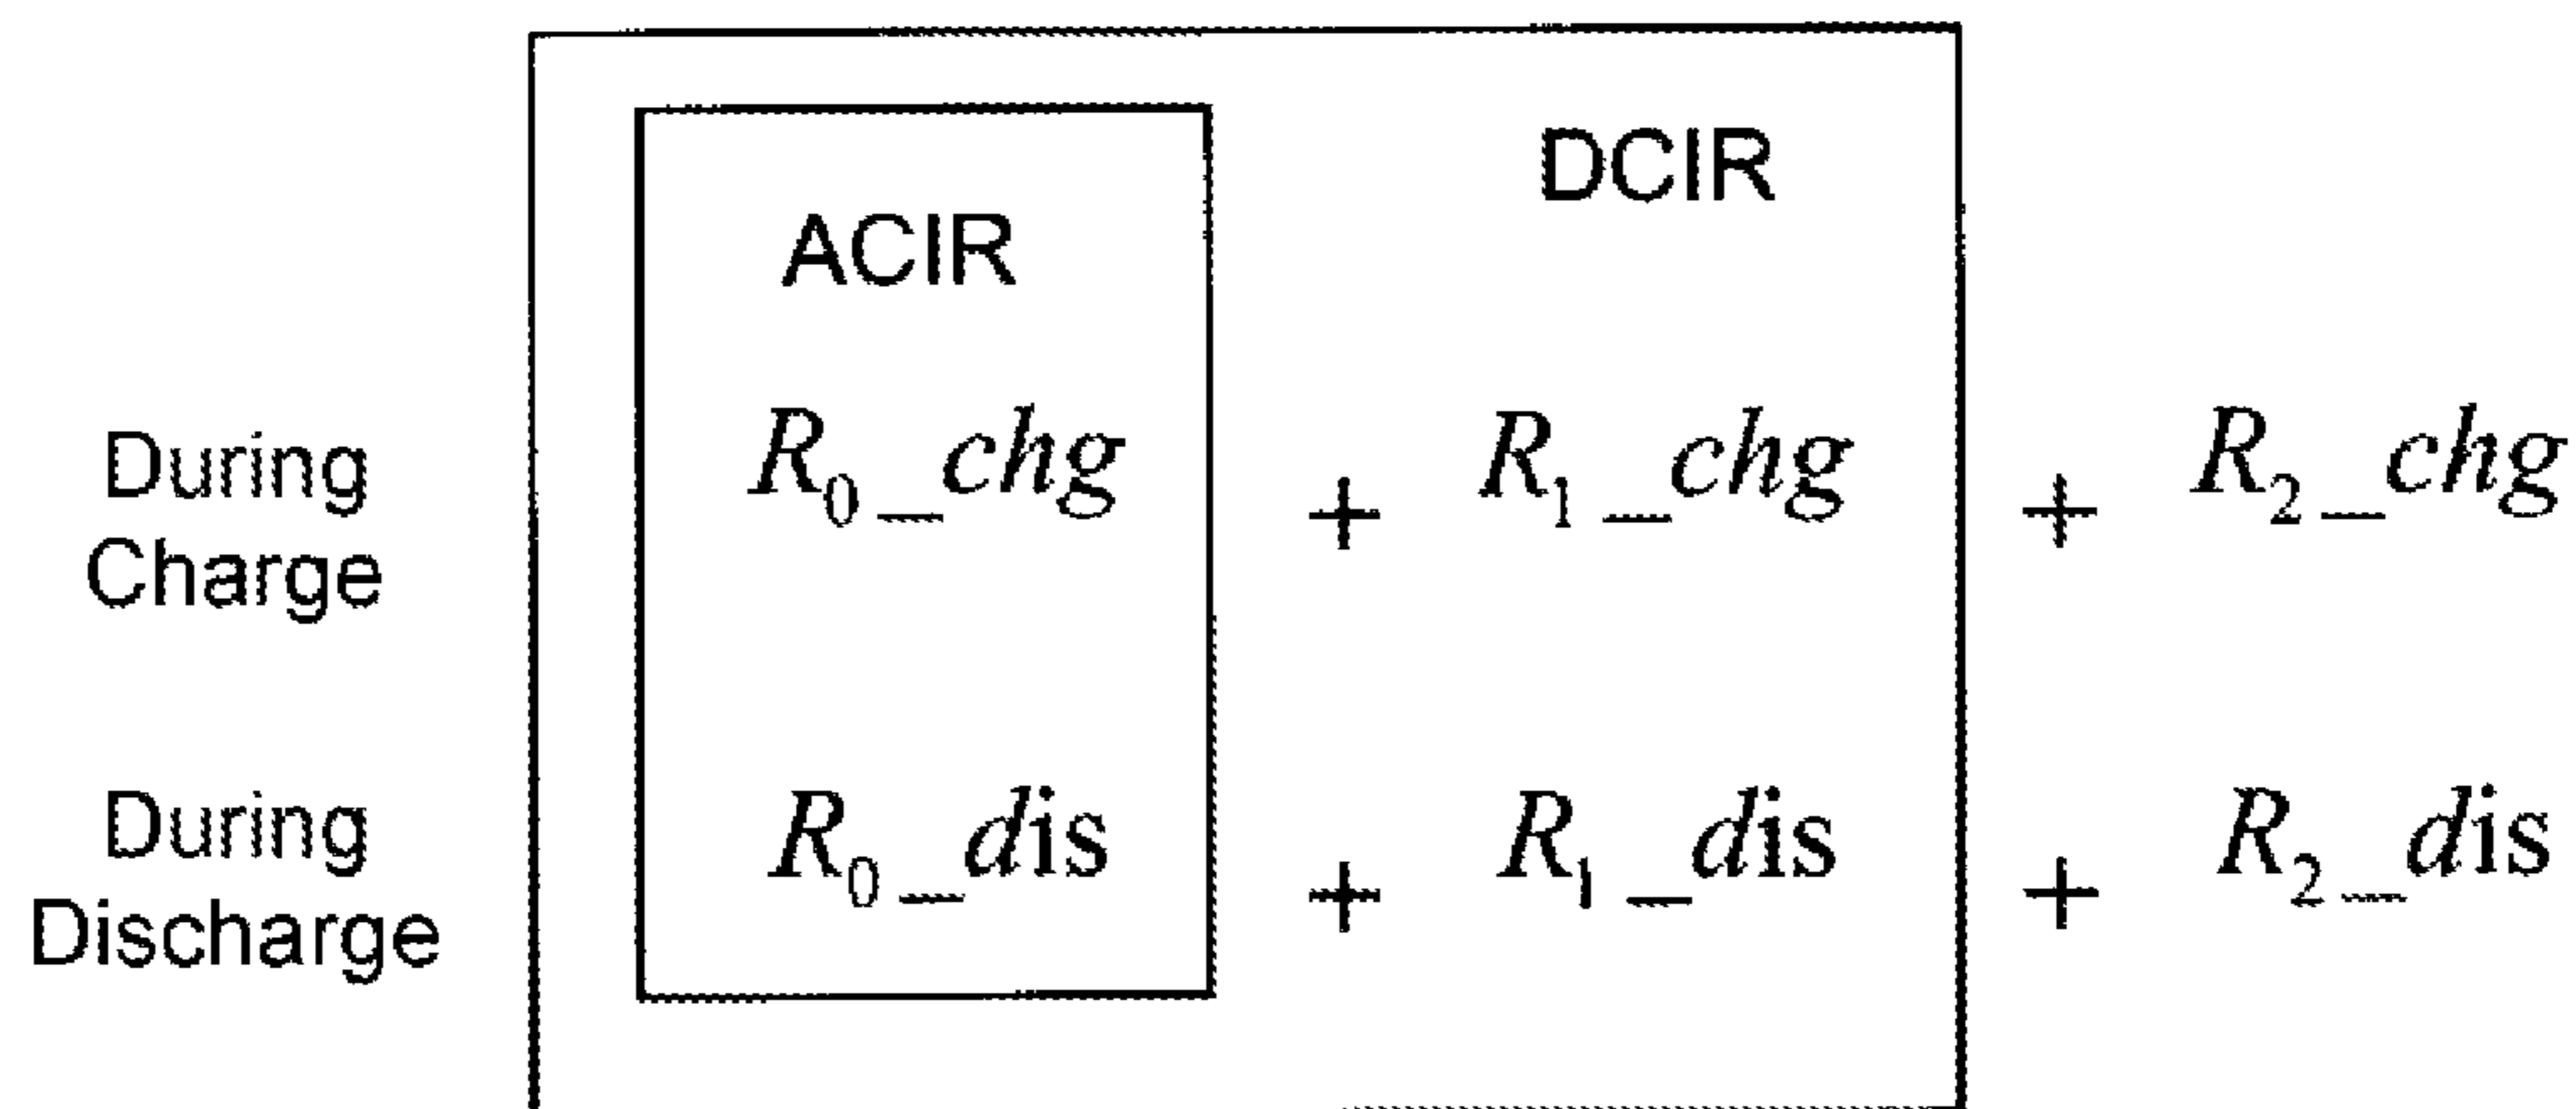 DCIR
ACIR
During
Charge
R₀_chg + R₁_chg + R₂_chg
During
Discharge
R₀_dis + R₁_dis + R₂_dis